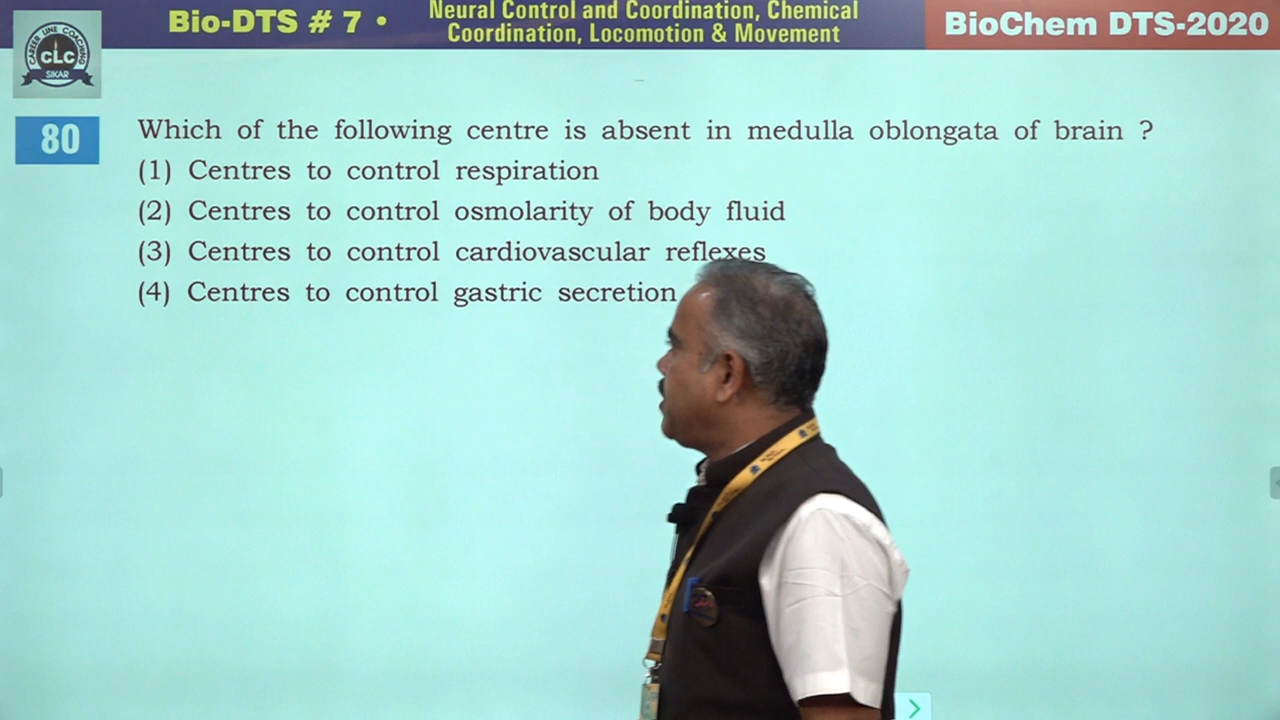 Bio-DTS # 7 •
Neural Control and Coordination, Chemical
Coordination, Locomotion & Movement
BioChem DTS-2020
CAREER LINE COACHING
CLC
SIKAR
80
Which of the following centre is absent in medulla oblongata of brain ?
(1) Centres to control respiration
(2) Centres to control osmolarity of body fluid
(3) Centres to control cardiovascular reflexes
(4) Centres to control gastric secretion